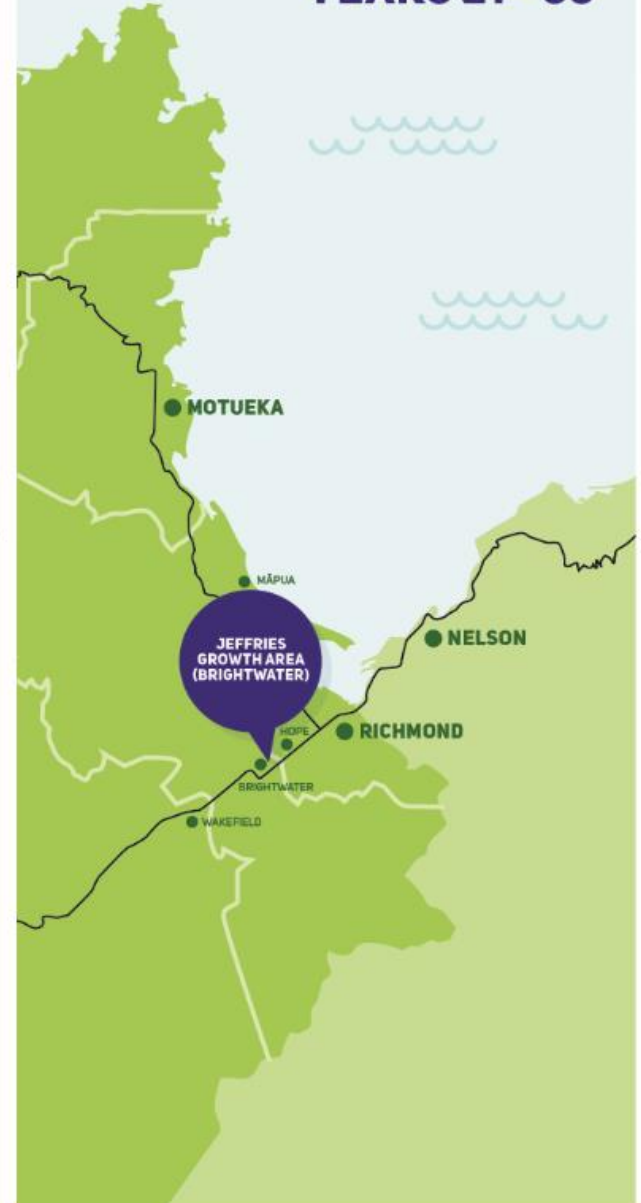 MOTUEKA
MĀPUA
JEFFRIES
GROWTH AREA
(BRIGHTWATER)
NELSON
RICHMOND
HOPE
BRIGHTWATER
WAKEFIELD